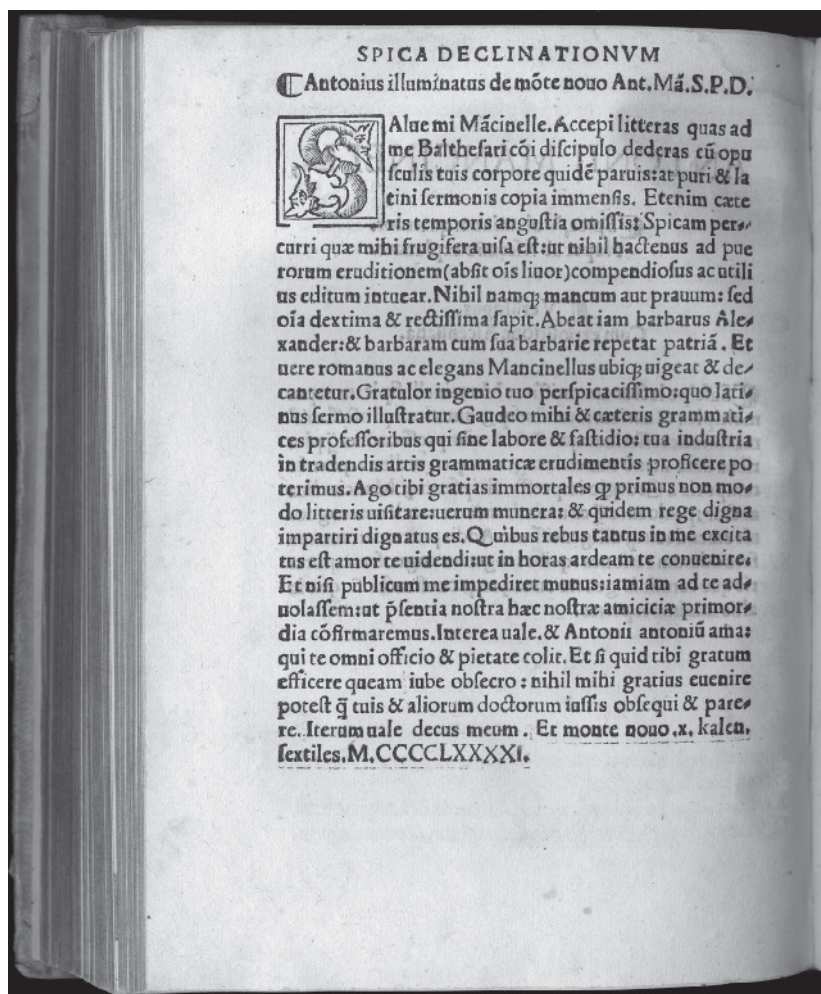 SPICA DECLINATIONVM
❡Antonius illuminatus de mōte nouo Ant.Mā.S.P.D.
SAlue mi Mācinelle.Accepi litteras quas ad
me Balthesari cōi discipulo dederas cū opu
sculis tuis corpore quidē paruis:at puri & la
tini sermonis copia immensis. Etenim cæte
ris temporis angustia omissis: Spicam per⸗
curri quæ mihi frugifera uisa est:ut nihil hactenus ad pue
rorum eruditionem(absit oīs liuor)compendiosus ac utili
us editum intuear.Nihil namqꝫ mancum aut prauum: sed
oīa dextima & rectissima sapit.Abeat iam barbarus Ale⸗
xander:& barbaram cum sua barbarie repetat patriā. Et
uere romanus ac elegans Mancinellus ubiqꝫ uigeat & de⸗
cantetur.Gratulor ingenio tuo perspicacissimo:quo lati⸗
nus sermo illustratur.Gaudeo mihi & cæteris grammati⸗
ces professoribus qui sine labore & fastidio: tua industria
in tradendis artis grammaticæ erudimentis proficere po
terimus.Ago tibi gratias immortales ꝙ primus non mo⸗
do litteris uisitare:uerum munera: & quidem rege digna
impartiri dignatus es.Quibus rebus tantus in me excita
tus est amor te uidendi:ut in horas ardeam te conuenire.
Et nisi publicum me impediret munus:iamiam ad te ad⸗
uolassem:ut p̄sentia nostra hæc nostræ amiciciæ primor⸗
dia cōfirmaremus.Interea uale.& Antonii antoniū ama:
qui te omni officio & pietate colit.Et si quid tibi gratum
efficere queam iube obsecro : nihil mihi gratius euenire
potest q̄ tuis & aliorum doctorum iussis obsequi & pare⸗
re. Iterum uale decus meum . Et monte nouo .x. kalen.
sextiles.M.CCCCLXXXXI.